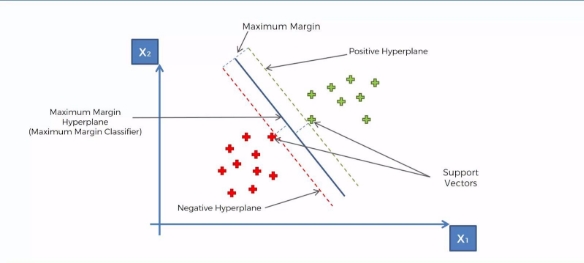 Maximum Margin
X2
Positive Hyperplane
Maximum Margin
Hyperplane
(Maximum Margin Classifier)
Support
Vectors
Negative Hyperplane
X1